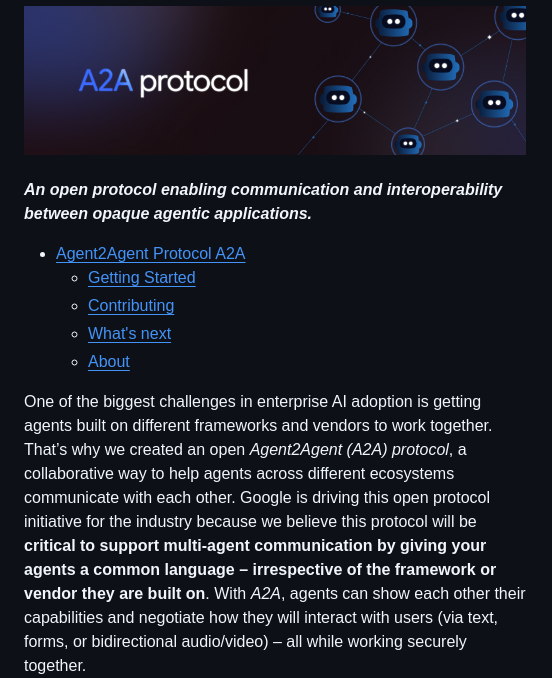 A2A protocol
An open protocol enabling communication and interoperability
between opaque agentic applications.
Agent2Agent Protocol A2A
Getting Started
Contributing
What's next
About
One of the biggest challenges in enterprise AI adoption is getting
agents built on different frameworks and vendors to work together.
That’s why we created an open Agent2Agent (A2A) protocol, a
collaborative way to help agents across different ecosystems
communicate with each other. Google is driving this open protocol
initiative for the industry because we believe this protocol will be
critical to support multi-agent communication by giving your
agents a common language – irrespective of the framework or
vendor they are built on. With A2A, agents can show each other their
capabilities and negotiate how they will interact with users (via text,
forms, or bidirectional audio/video) – all while working securely
together.